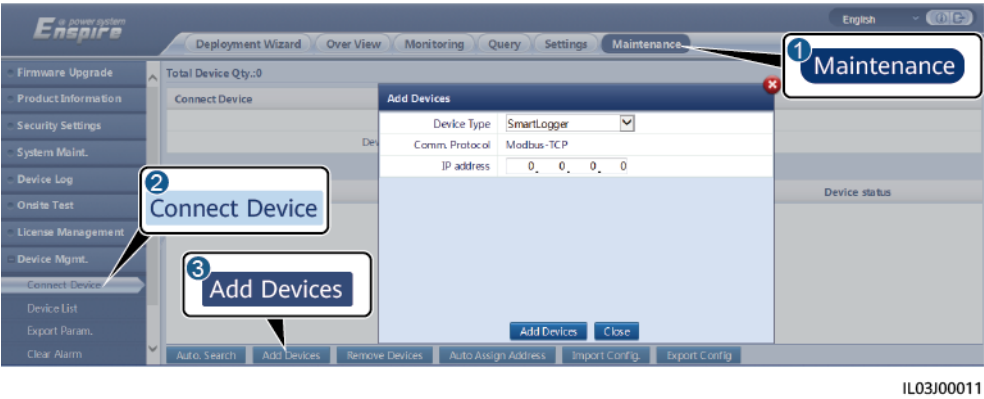 a power system
Enspire
English
Deployment Wizard Over View Monitoring Query Settings Maintenance
1 Maintenance
Firmware Upgrade
Product Information
Security Settings
System Maint.
Device Log
Onsite Test
License Management
Device Mgmt.
Connect Device
Device List
Export Param.
Clear Alarm
2 Connect Device
Total Device Qty.:0
Connect Device
Dev
Device status
Add Devices
Device Type SmartLogger
Comm. Protocol Modbus-TCP
IP address 0. 0. 0. 0
Add Devices Close
3 Add Devices
Auto. Search Add Devices Remove Devices Auto Assign Address Import Config. Export Config
IL03J00011